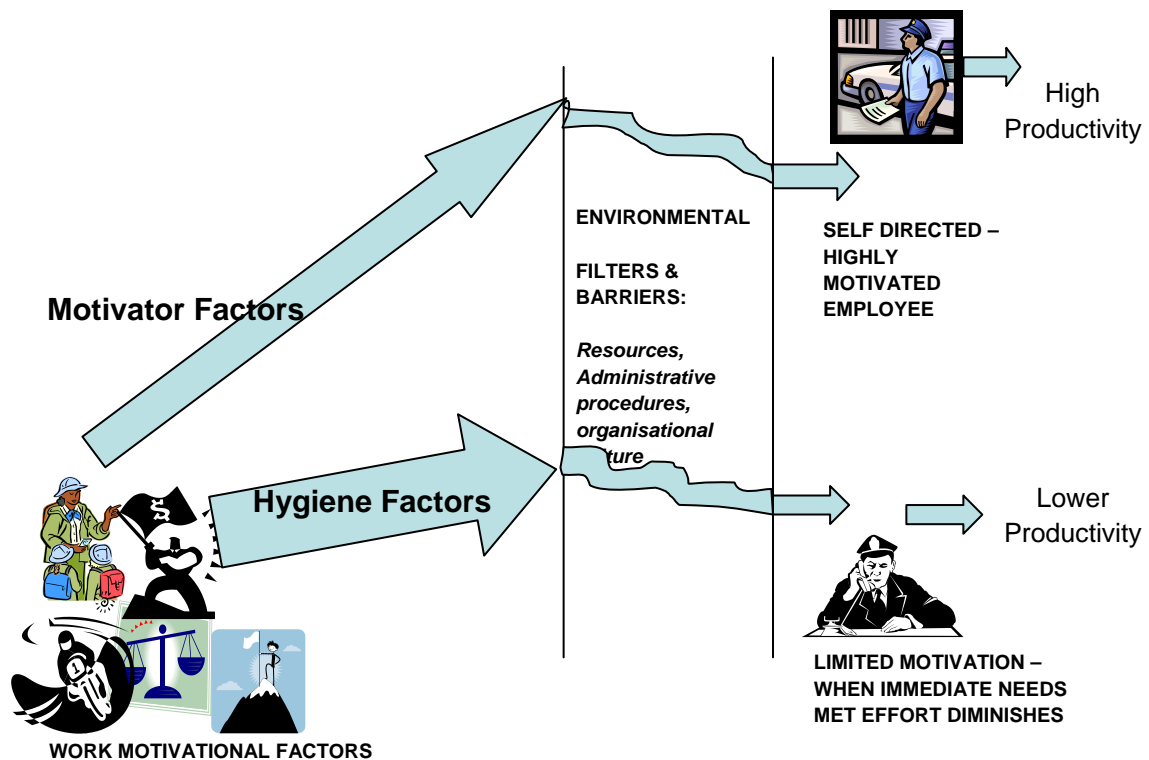 High
Productivity
ENVIRONMENTAL
FILTERS &
BARRIERS:
Resources,
Administrative
procedures,
organisational
SELF DIRECTED –
HIGHLY
MOTIVATED
EMPLOYEE
Motivator Factors
Hygiene Factors
Lower
Productivity
$
1
LIMITED MOTIVATION –
WHEN IMMEDIATE NEEDS
MET EFFORT DIMINISHES
WORK MOTIVATIONAL FACTORS